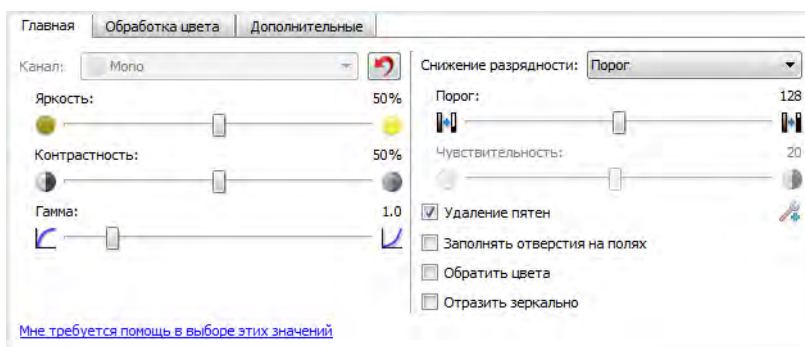 Главная Обработка цвета Дополнительные
Канал: Mono
Яркость: 50%
Контрастность: 50%
Гамма: 1.0
Мне требуется помощь в выборе этих значений
Снижение разрядности: Порог
Порог: 128
Чувствительность: 20
Удаление пятен
Заполнять отверстия на полях
Обратить цвета
Отразить зеркально